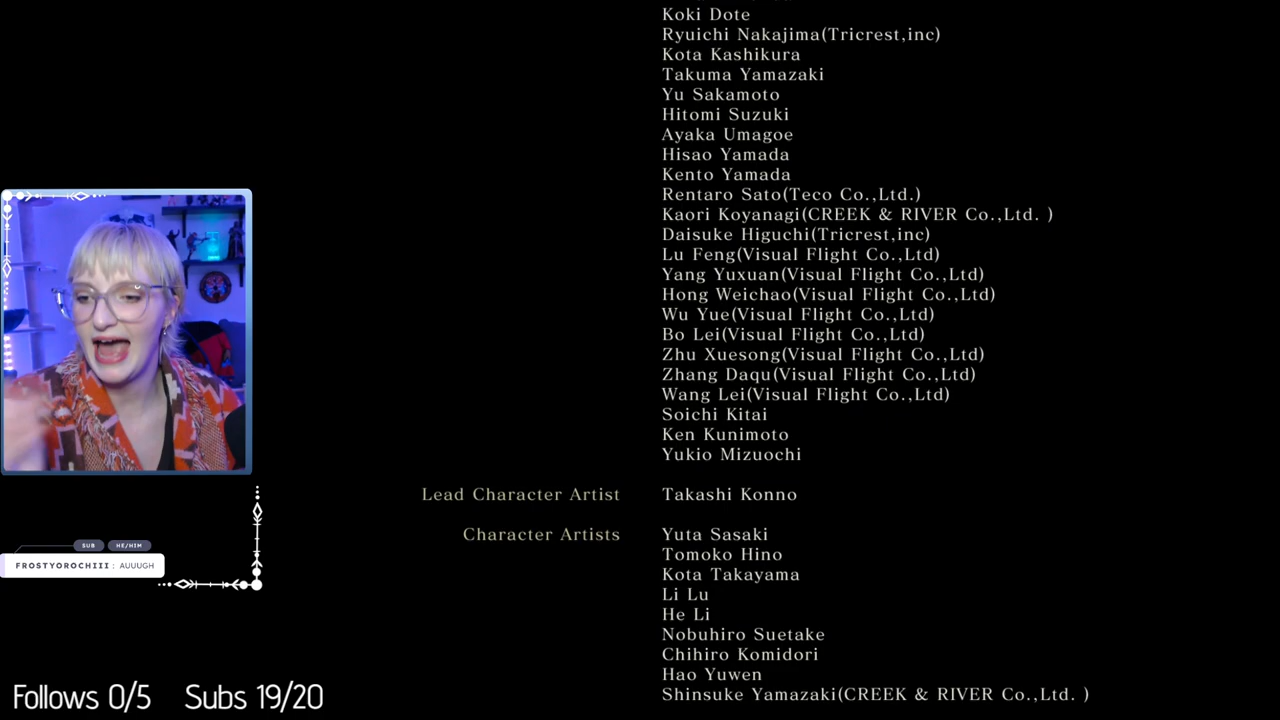 Koki Dote
Ryuichi Nakajima(Tricrest,inc)
Kota Kashikura
Takuma Yamazaki
Yu Sakamoto
Hitomi Suzuki
Ayaka Umagoe
Hisao Yamada
Kento Yamada
Rentaro Sato(Teco Co.,Ltd.)
Kaori Koyanagi(CREEK & RIVER Co.,Ltd. )
Daisuke Higuchi(Tricrest,inc)
Lu Feng(Visual Flight Co.,Ltd)
Yang Yuxuan(Visual Flight Co.,Ltd)
Hong Weichao(Visual Flight Co.,Ltd)
Wu Yue(Visual Flight Co.,Ltd)
Bo Lei(Visual Flight Co.,Ltd)
Zhu Xuesong(Visual Flight Co.,Ltd)
Zhang Daqu(Visual Flight Co.,Ltd)
Wang Lei(Visual Flight Co.,Ltd)
Soichi Kitai
Ken Kunimoto
Yukio Mizuochi
Lead Character Artist Takashi Konno
Character Artists Yuta Sasaki
Tomoko Hino
Kota Takayama
Li Lu
He Li
Nobuhiro Suetake
Chihiro Komidori
Hao Yuwen
Shinsuke Yamazaki(CREEK & RIVER Co.,Ltd. )
SUB HE/HIM
FROSTYOROCHIII : AUUUGH
Follows 0/5 Subs 19/20